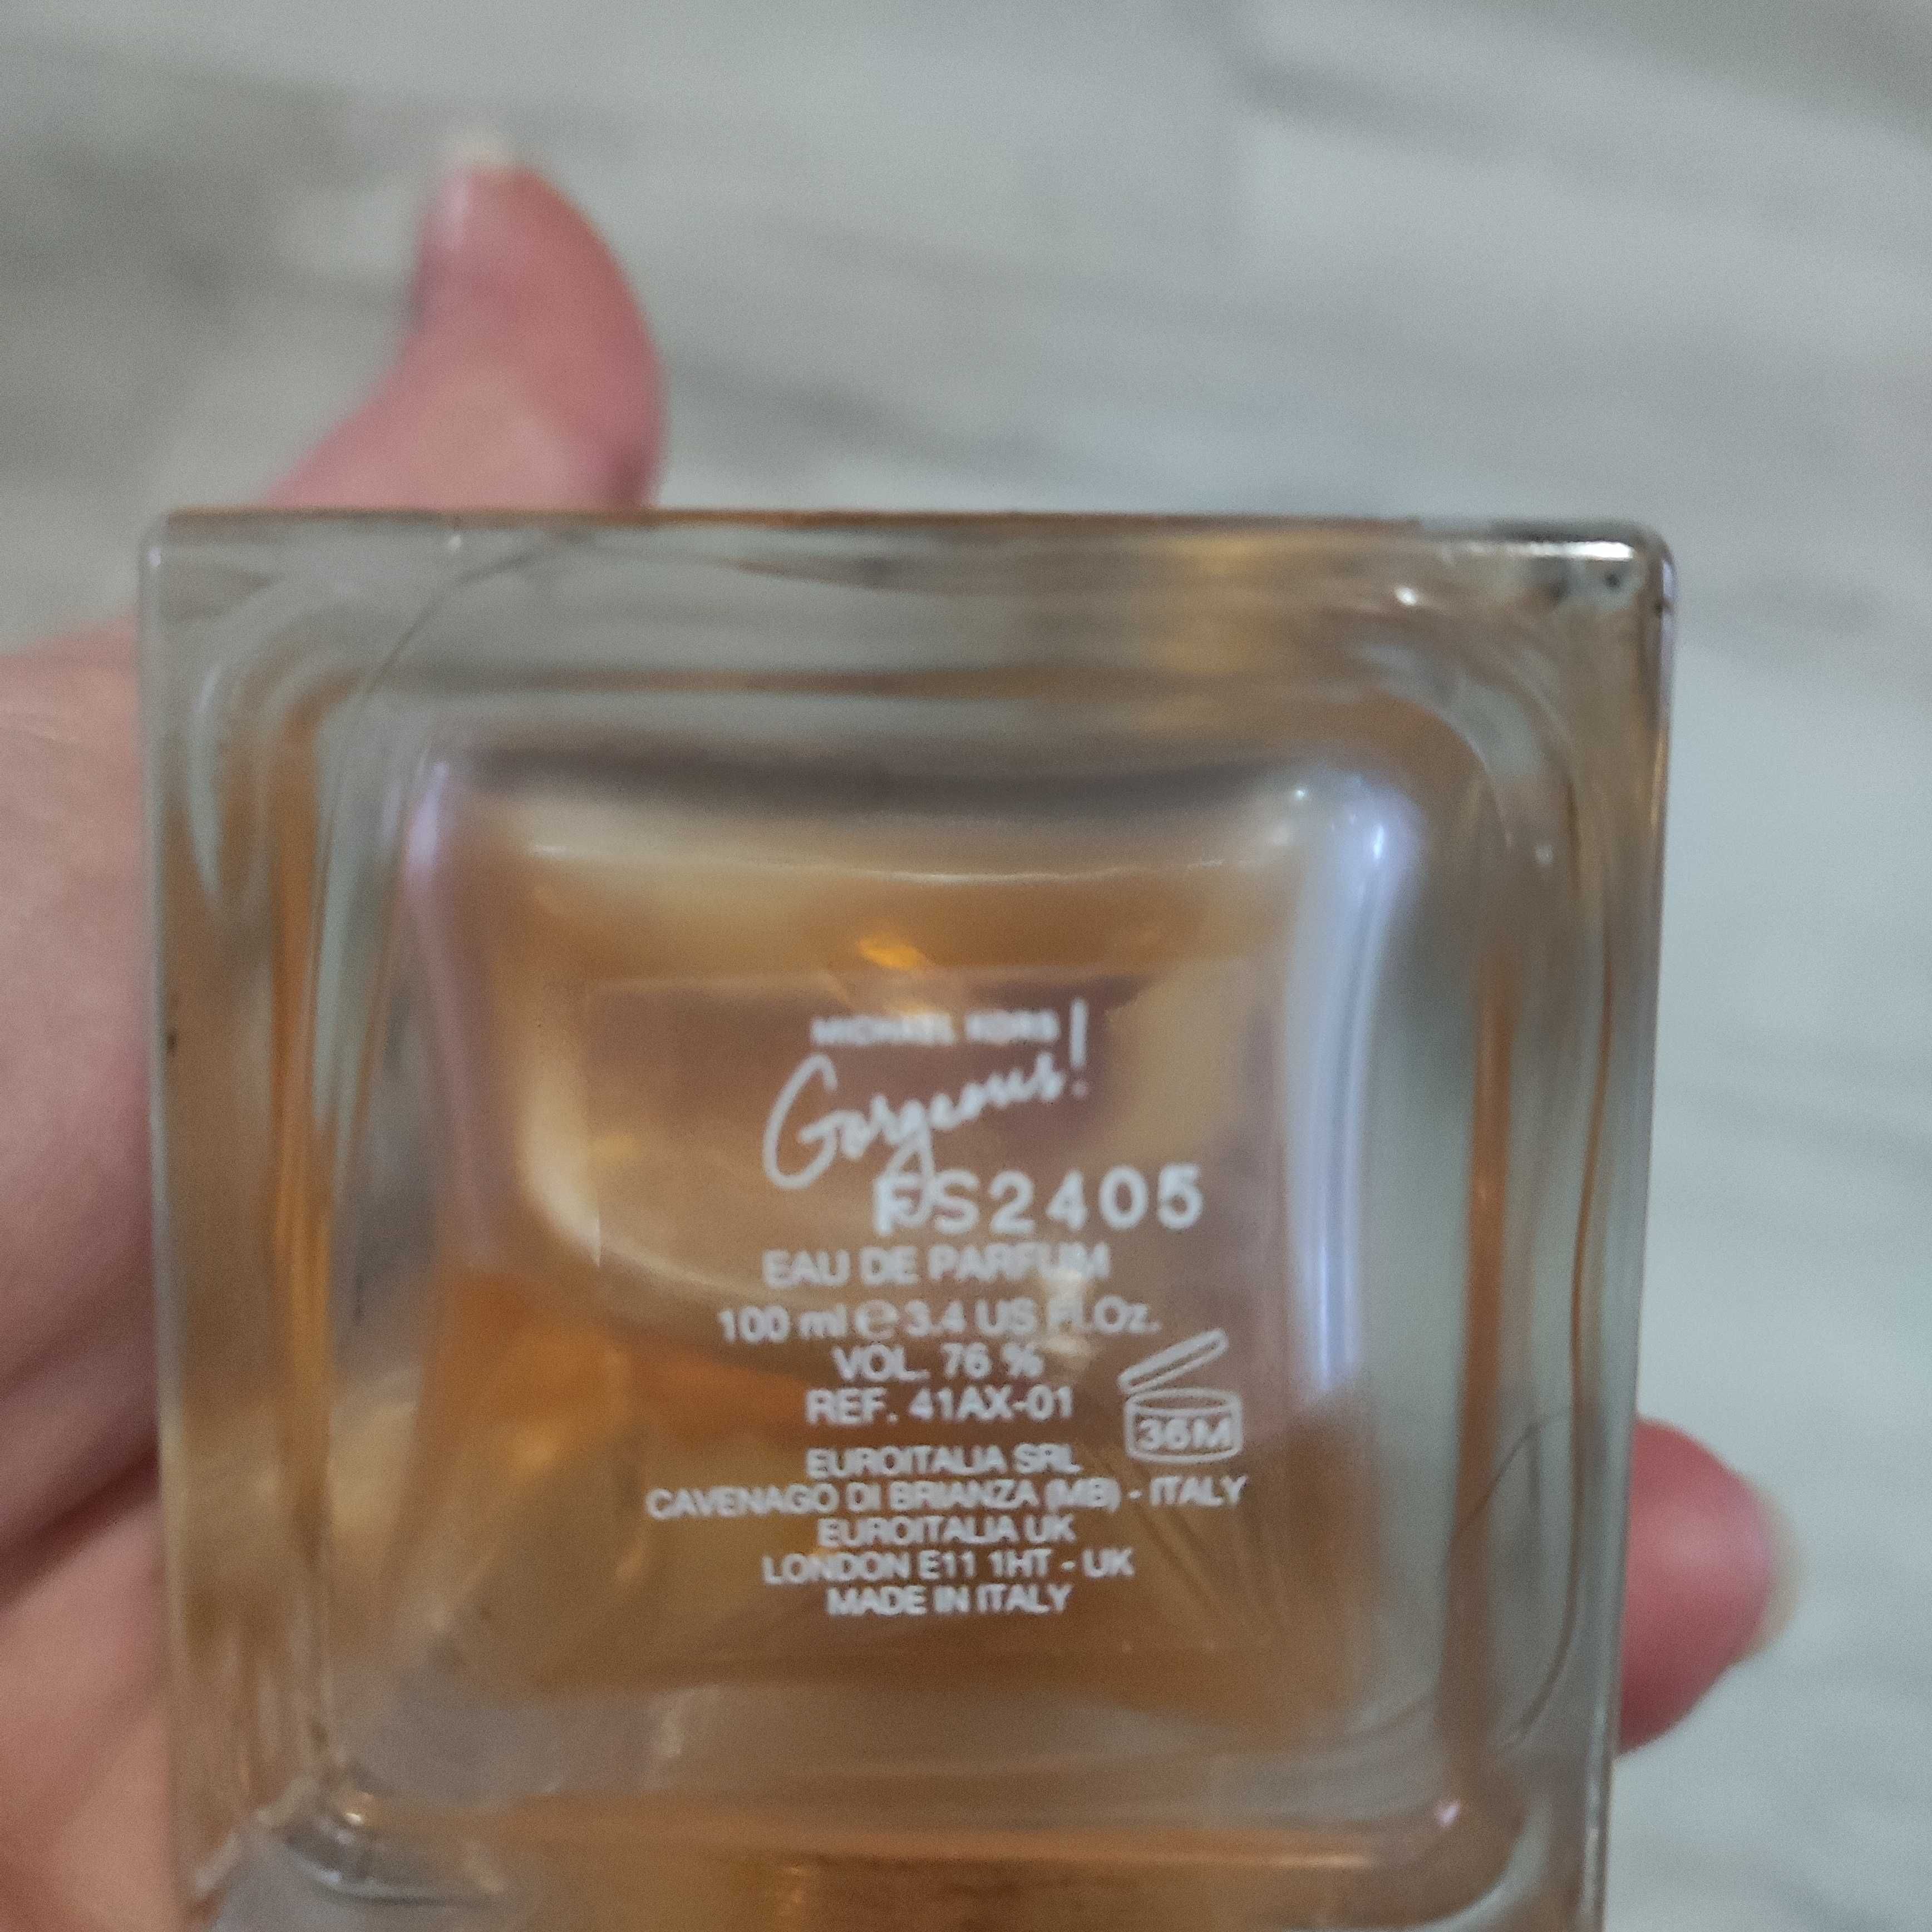 MICHAEL KORS
Gorgeous!
FS2405
EAU DE PARFUM
100 ml e 3.4 US Fl.Oz.
VOL. 76 %
REF. 41AX-01
36M
EUROITALIA SRL
CAVENAGO DI BRIANZA (MB) - ITALY
EUROITALIA UK
LONDON E11 1HT - UK
MADE IN ITALY